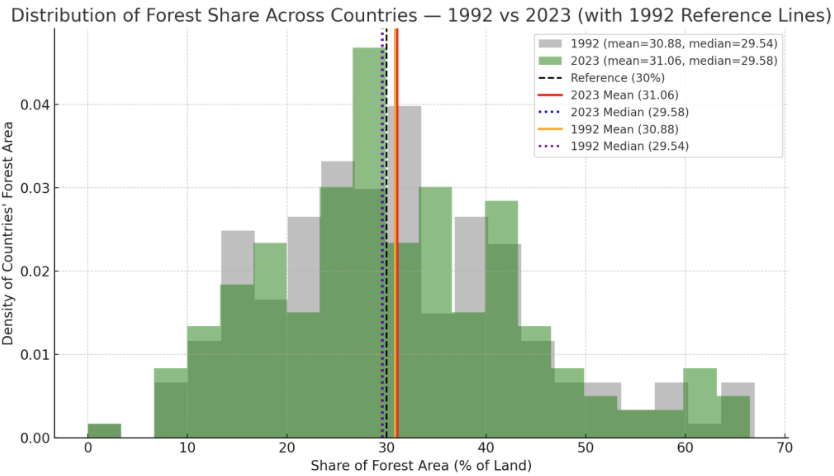 Distribution of Forest Share Across Countries — 1992 vs 2023 (with 1992 Reference Lines)
1992 (mean=30.88, median=29.54)
2023 (mean=31.06, median=29.58)
Reference (30%)
2023 Mean (31.06)
2023 Median (29.58)
1992 Mean (30.88)
1992 Median (29.54)
Density of Countries' Forest Area
0.04
0.03
0.02
0.01
0.00
0 10 20 30 40 50 60 70
Share of Forest Area (% of Land)